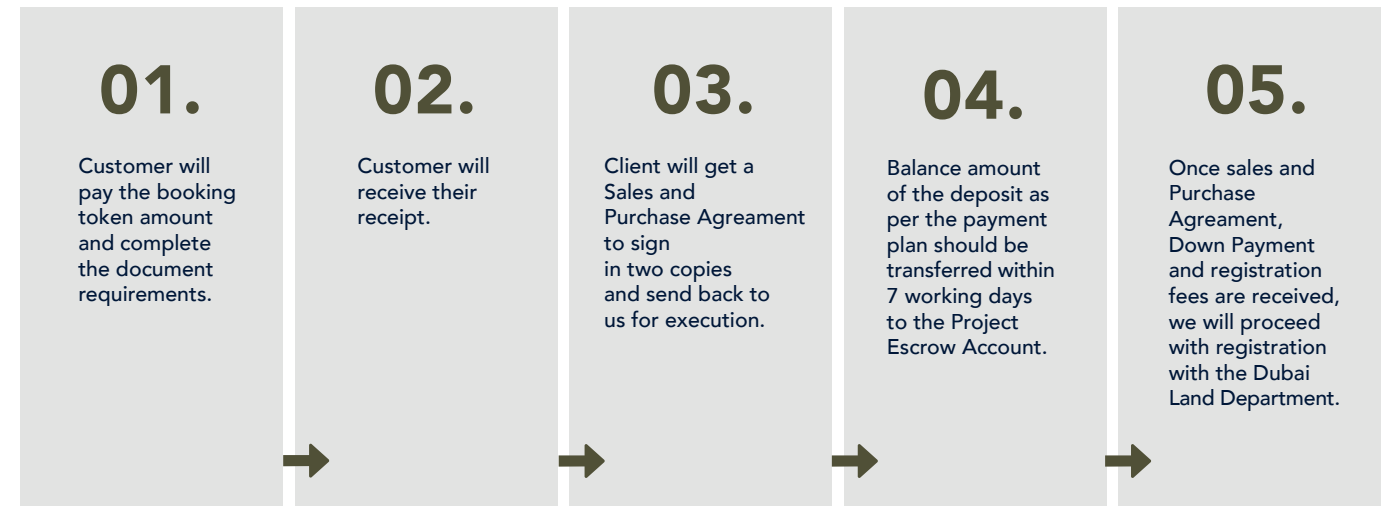 01.
Customer will
pay the booking
token amount
and complete
the document
requirements.
02.
Customer will
receive their
receipt.
03.
Client will get a
Sales and
Purchase Agreament
to sign
in two copies
and send back to
us for execution.
04.
Balance amount
of the deposit as
per the payment
plan should be
transferred within
7 working days
to the Project
Escrow Account.
05.
Once sales and
Purchase
Agreament,
Down Payment
and registration
fees are received,
we will proceed
with registration
with the Dubai
Land Department.